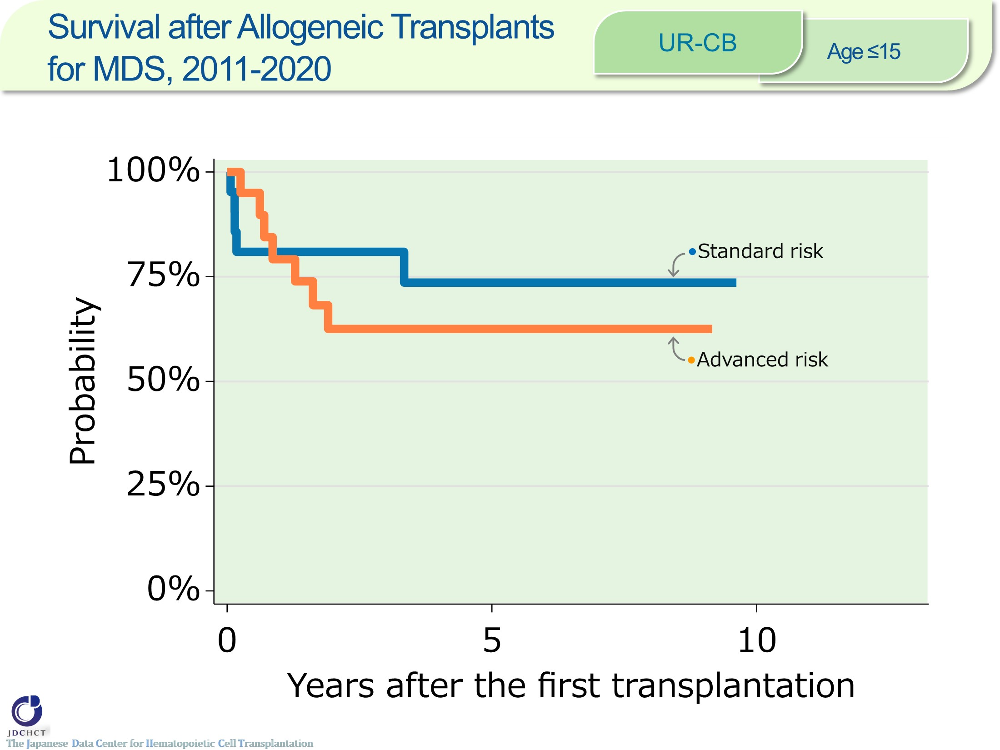 Survival after Allogeneic Transplants
for MDS, 2011-2020
UR-CB
Age ≤15
100%
75%
50%
25%
0%
Probability
Standard risk
Advanced risk
0 5 10
Years after the first transplantation
JDCHCT
The Japanese Data Center for Hematopoietic Cell Transplantation